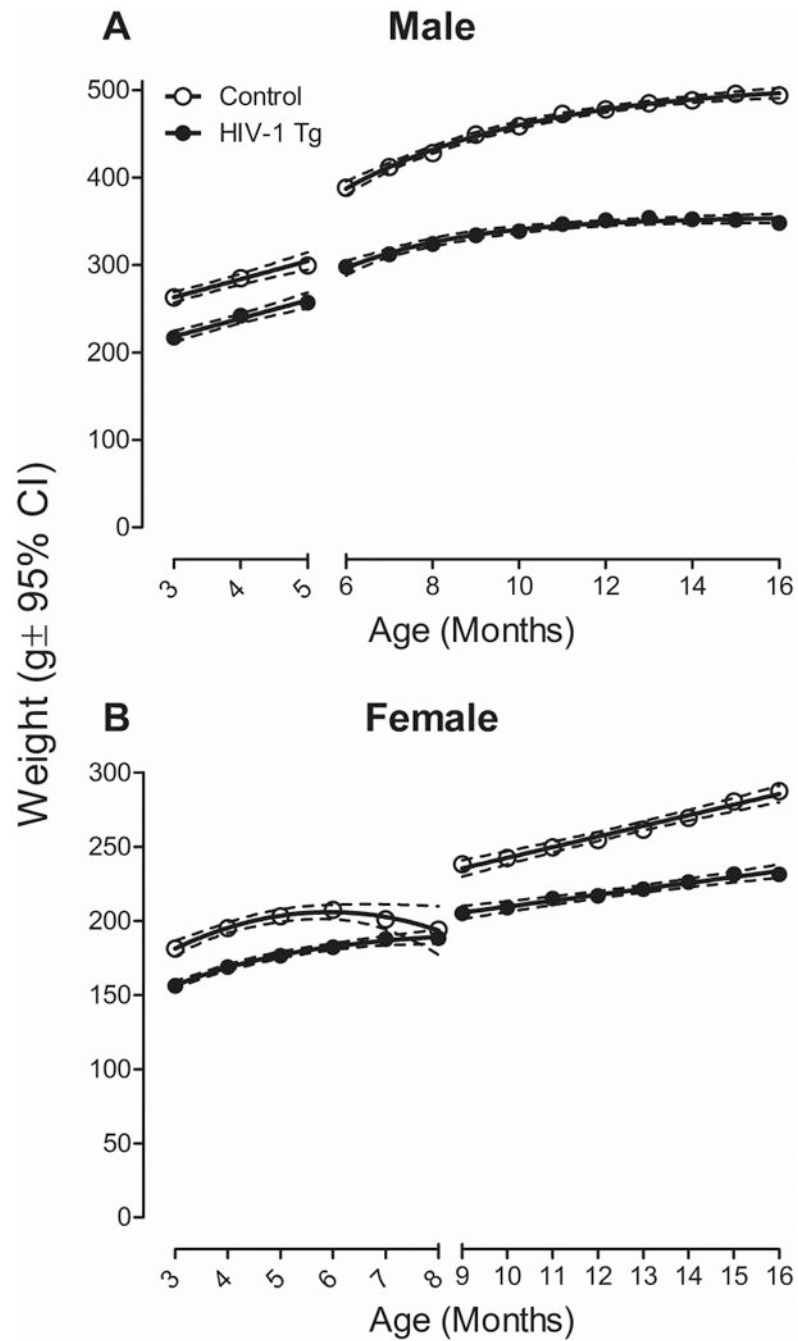 A Male
500
400
300
200
100
0
Control
HIV-1 Tg
3 4 5 6 8 10 12 14 16
Age (Months)
Weight (g± 95% CI)
B Female
300
250
200
150
100
50
0
3 4 5 6 7 8 9 10 11 12 13 14 15 16
Age (Months)